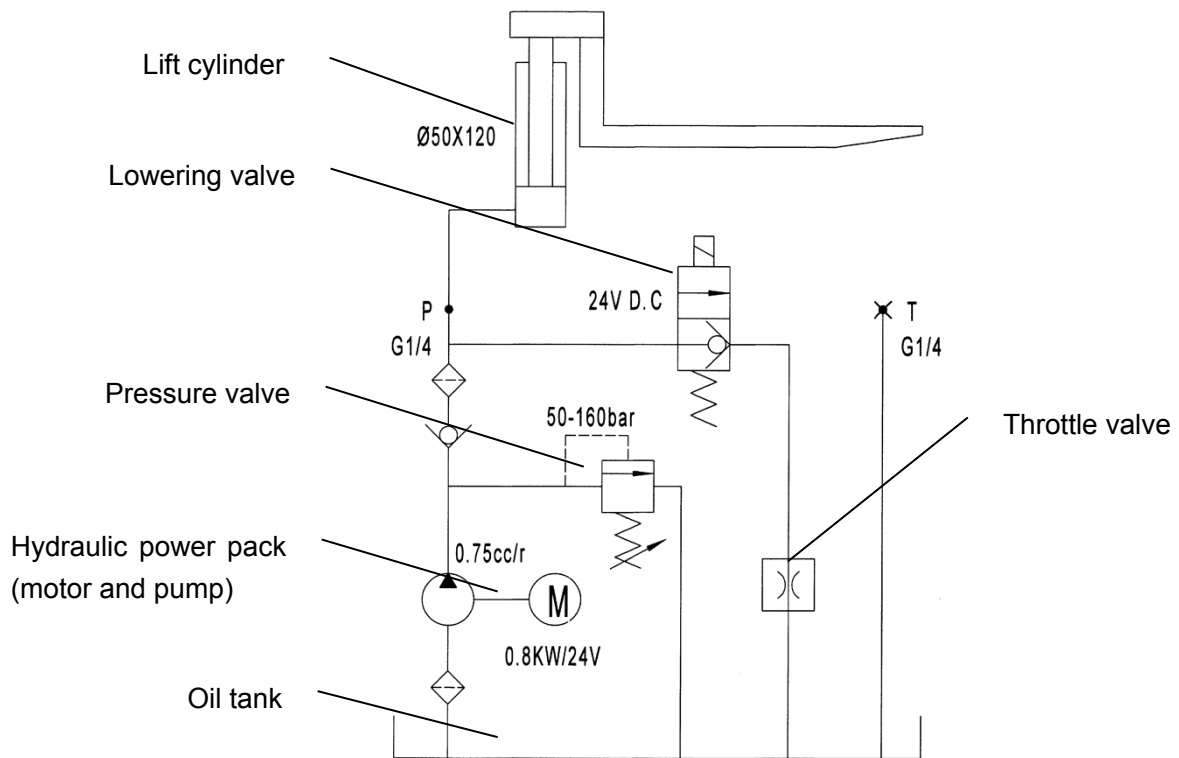 Lift cylinder
Ø50X120
Lowering valve
24V D.C
P
G1/4
T
G1/4
Pressure valve
50-160bar
Throttle valve
Hydraulic power pack
(motor and pump)
0.75cc/r
M
0.8KW/24V
Oil tank